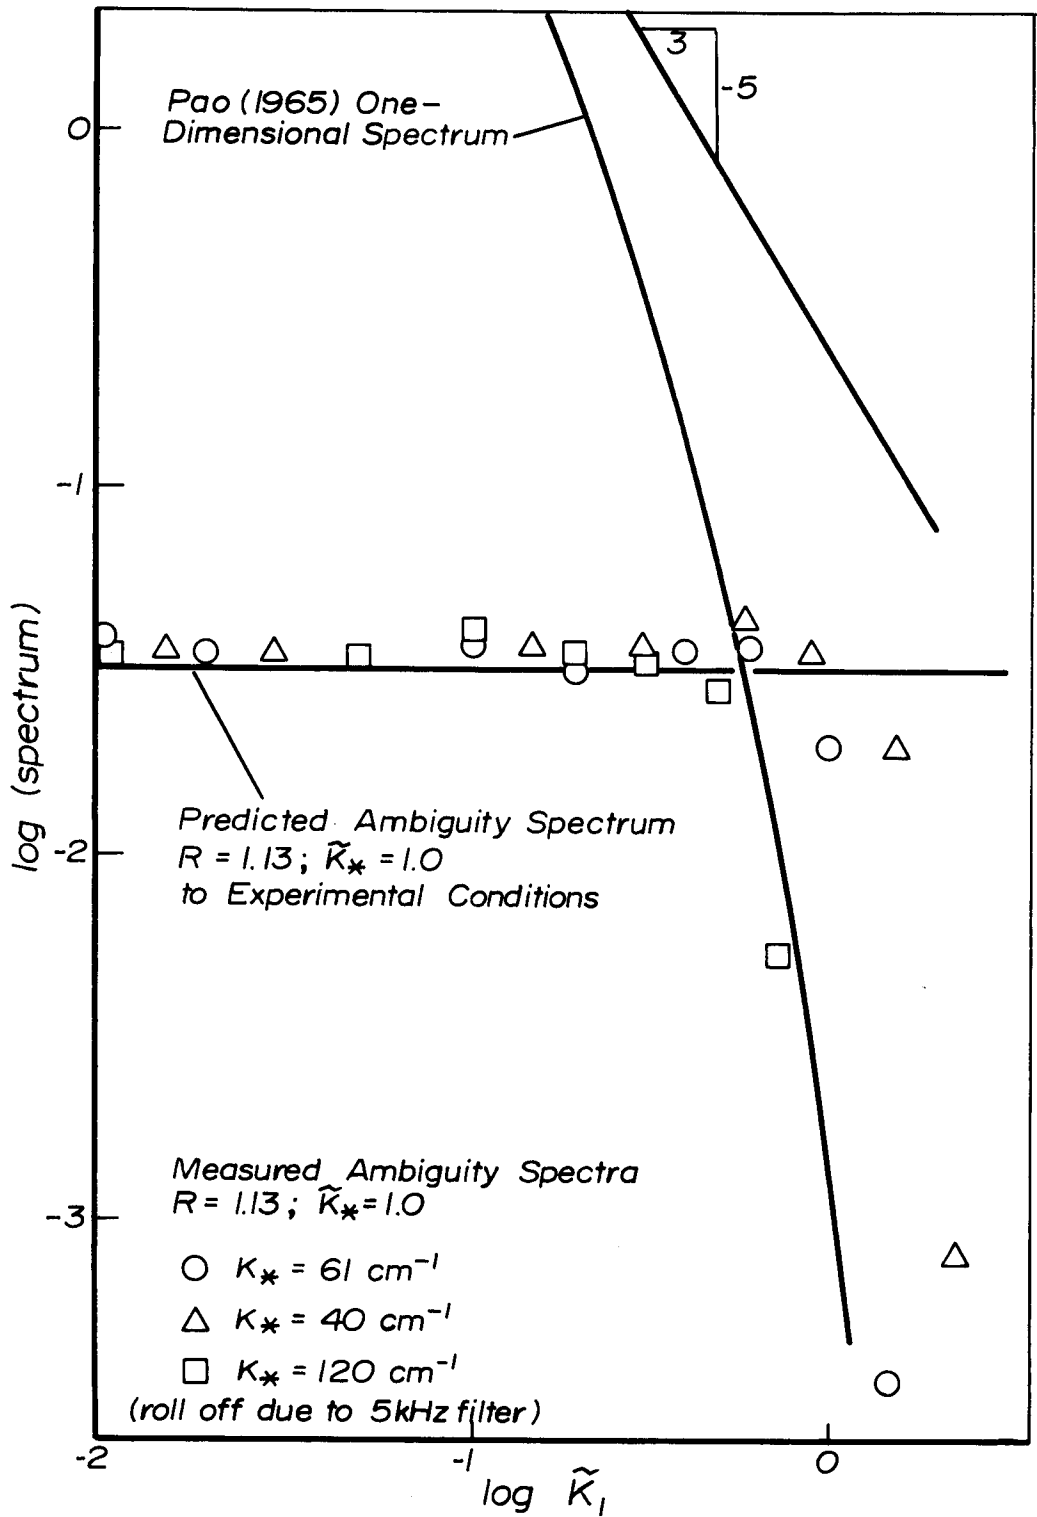 3
-5
Pao (1965) One-
Dimensional Spectrum
0
-1
log (spectrum)
Predicted Ambiguity Spectrum
R = 1.13; K̃* = 1.0
to Experimental Conditions
-2
Measured Ambiguity Spectra
R = 1.13; K̃* = 1.0
-3
K* = 61 cm⁻¹
K* = 40 cm⁻¹
K* = 120 cm⁻¹
(roll off due to 5kHz filter)
-2
-1
0
log K̃₁